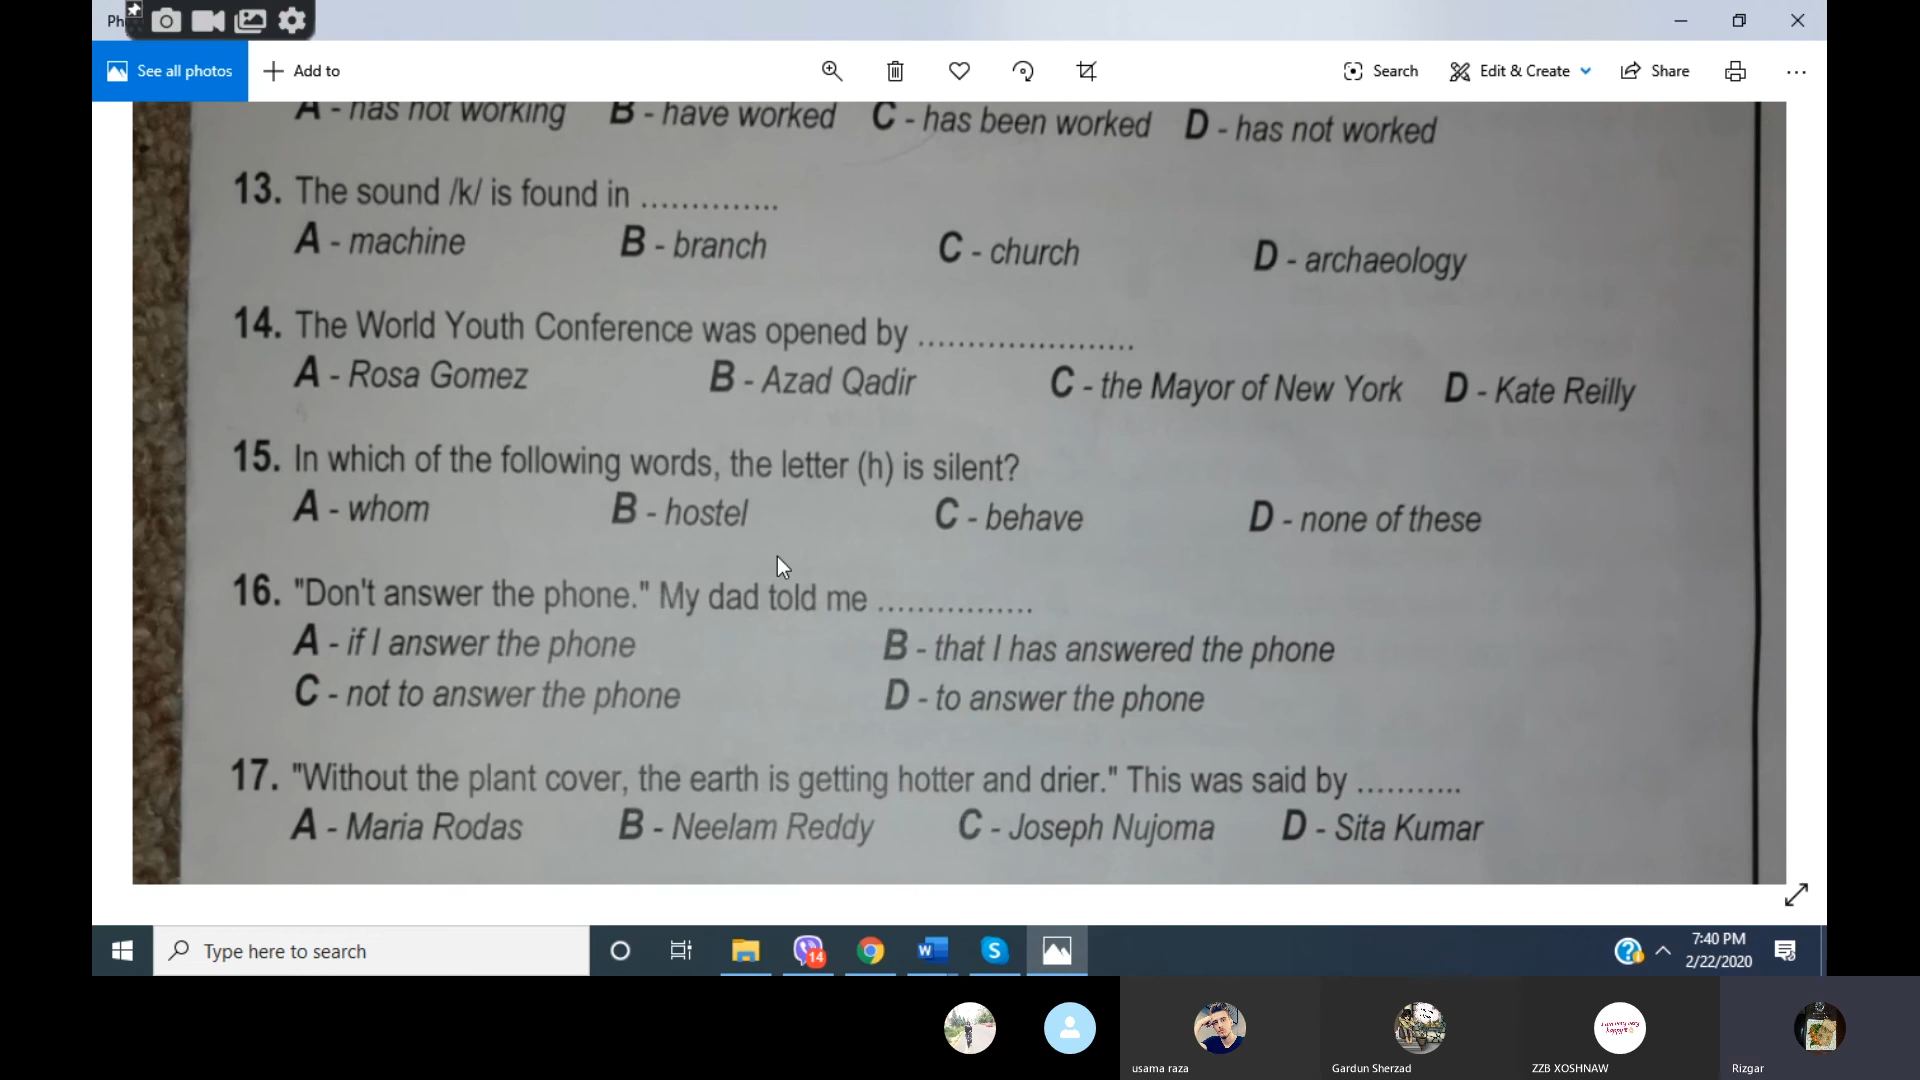 Ph
See all photos
Add to
Search
Edit & Create
Share
A - has not working B - have worked C - has been worked D - has not worked
13. The sound /k/ is found in ..............
A - machine B - branch C - church D - archaeology
14. The World Youth Conference was opened by ......................
A - Rosa Gomez B - Azad Qadir C - the Mayor of New York D - Kate Reilly
15. In which of the following words, the letter (h) is silent?
A - whom B - hostel C - behave D - none of these
16. "Don't answer the phone." My dad told me ................
A - if I answer the phone B - that I has answered the phone
C - not to answer the phone D - to answer the phone
17. "Without the plant cover, the earth is getting hotter and drier." This was said by ...........
A - Maria Rodas B - Neelam Reddy C - Joseph Nujoma D - Sita Kumar
Type here to search
14
7:40 PM
2/22/2020
usama raza
Gardun Sherzad
ZZB XOSHNAW
Rizgar